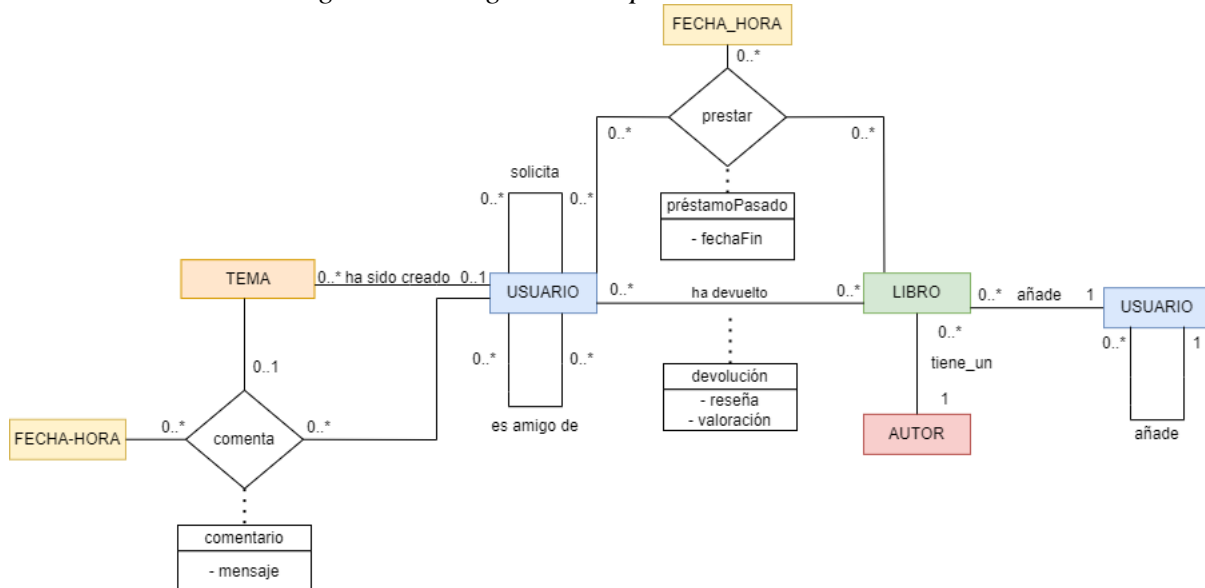 FECHA_HORA
0..*
prestar
0..*
0..*
solicita
0..*
0..*
préstamoPasado
- fechaFin
TEMA
0..* ha sido creado 0..1
USUARIO
0..*
ha devuelto
0..*
LIBRO
0..*
añade
1
USUARIO
0..*
1
añade
0..*
tiene_un
1
AUTOR
0..*
0..*
es amigo de
devolución
- reseña
- valoración
0..1
FECHA-HORA
0..*
comenta
0..*
comentario
- mensaje